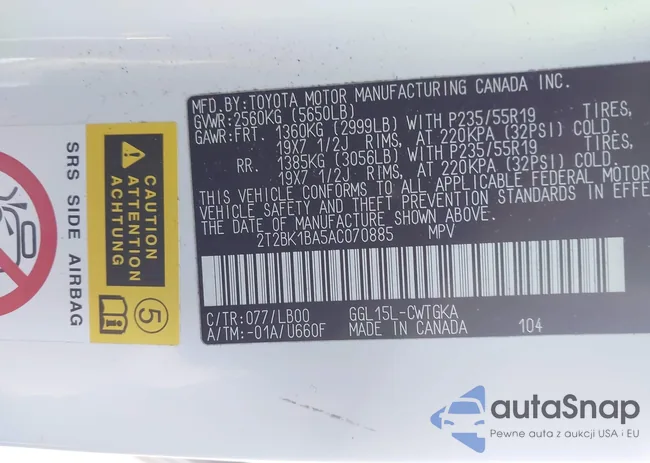 MFD.BY:TOYOTA MOTOR MANUFACTURING CANADA INC.
GVWR:2560KG (5650LB)
GAWR:FRT. 1360KG (2999LB) WITH P235/55R19 TIRES,
19X7 1/2J RIMS, AT 220KPA (32PSI) COLD.
RR. 1385KG (3056LB) WITH P235/55R19 TIRES,
19X7 1/2J RIMS, AT 220KPA (32PSI) COLD.
THIS VEHICLE CONFORMS TO ALL APPLICABLE FEDERAL MOTOR
VEHICLE SAFETY AND THEFT PREVENTION STANDARDS IN EFFE
THE DATE OF MANUFACTURE SHOWN ABOVE.
2T2BK1BA5AC070885 MPV
C/TR:077/LB00 GGL15L-CWTGKA
A/TM:-01A/U660F MADE IN CANADA 104
SRS SIDE AIRBAG
CAUTION
ATTENTION
ACHTUNG
i
5
autaSnap
Pewne auta z aukcji USA i EU